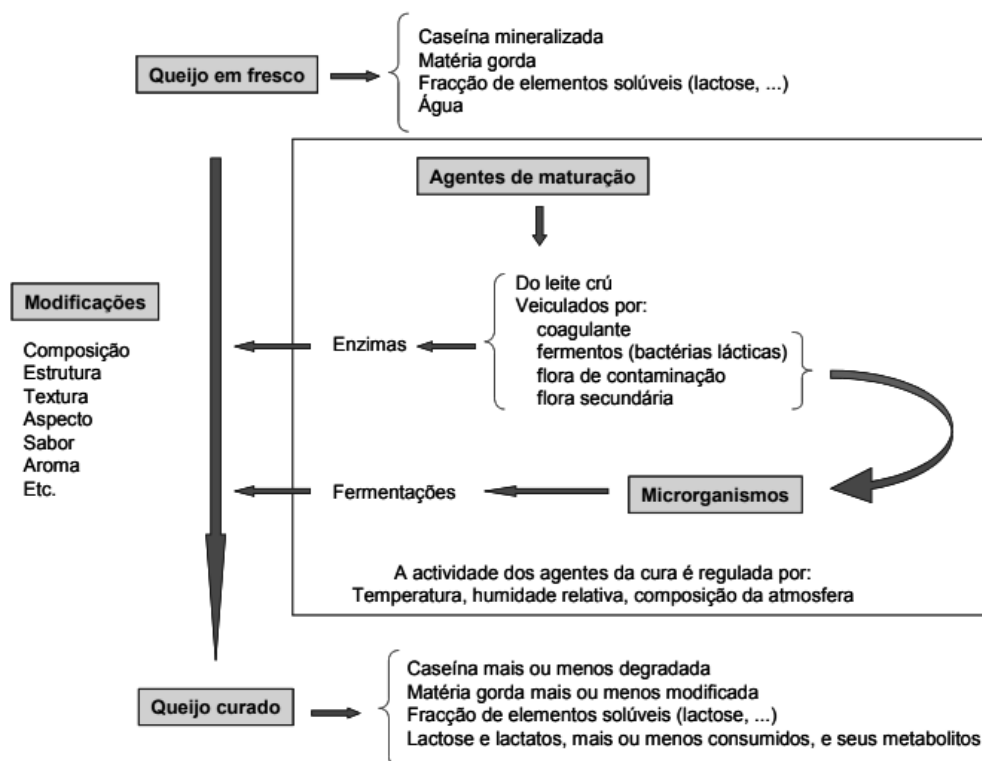 Queijo em fresco
Caseína mineralizada
Matéria gorda
Fracção de elementos solúveis (lactose, ...)
Água
Agentes de maturação
Do leite crú
Veiculados por:
coagulante
fermentos (bactérias lácticas)
flora de contaminação
flora secundária
Enzimas
Modificações
Composição
Estrutura
Textura
Aspecto
Sabor
Aroma
Etc.
Fermentações
Microrganismos
A actividade dos agentes da cura é regulada por:
Temperatura, humidade relativa, composição da atmosfera
Queijo curado
Caseína mais ou menos degradada
Matéria gorda mais ou menos modificada
Fracção de elementos solúveis (lactose, ...)
Lactose e lactatos, mais ou menos consumidos, e seus metabolitos